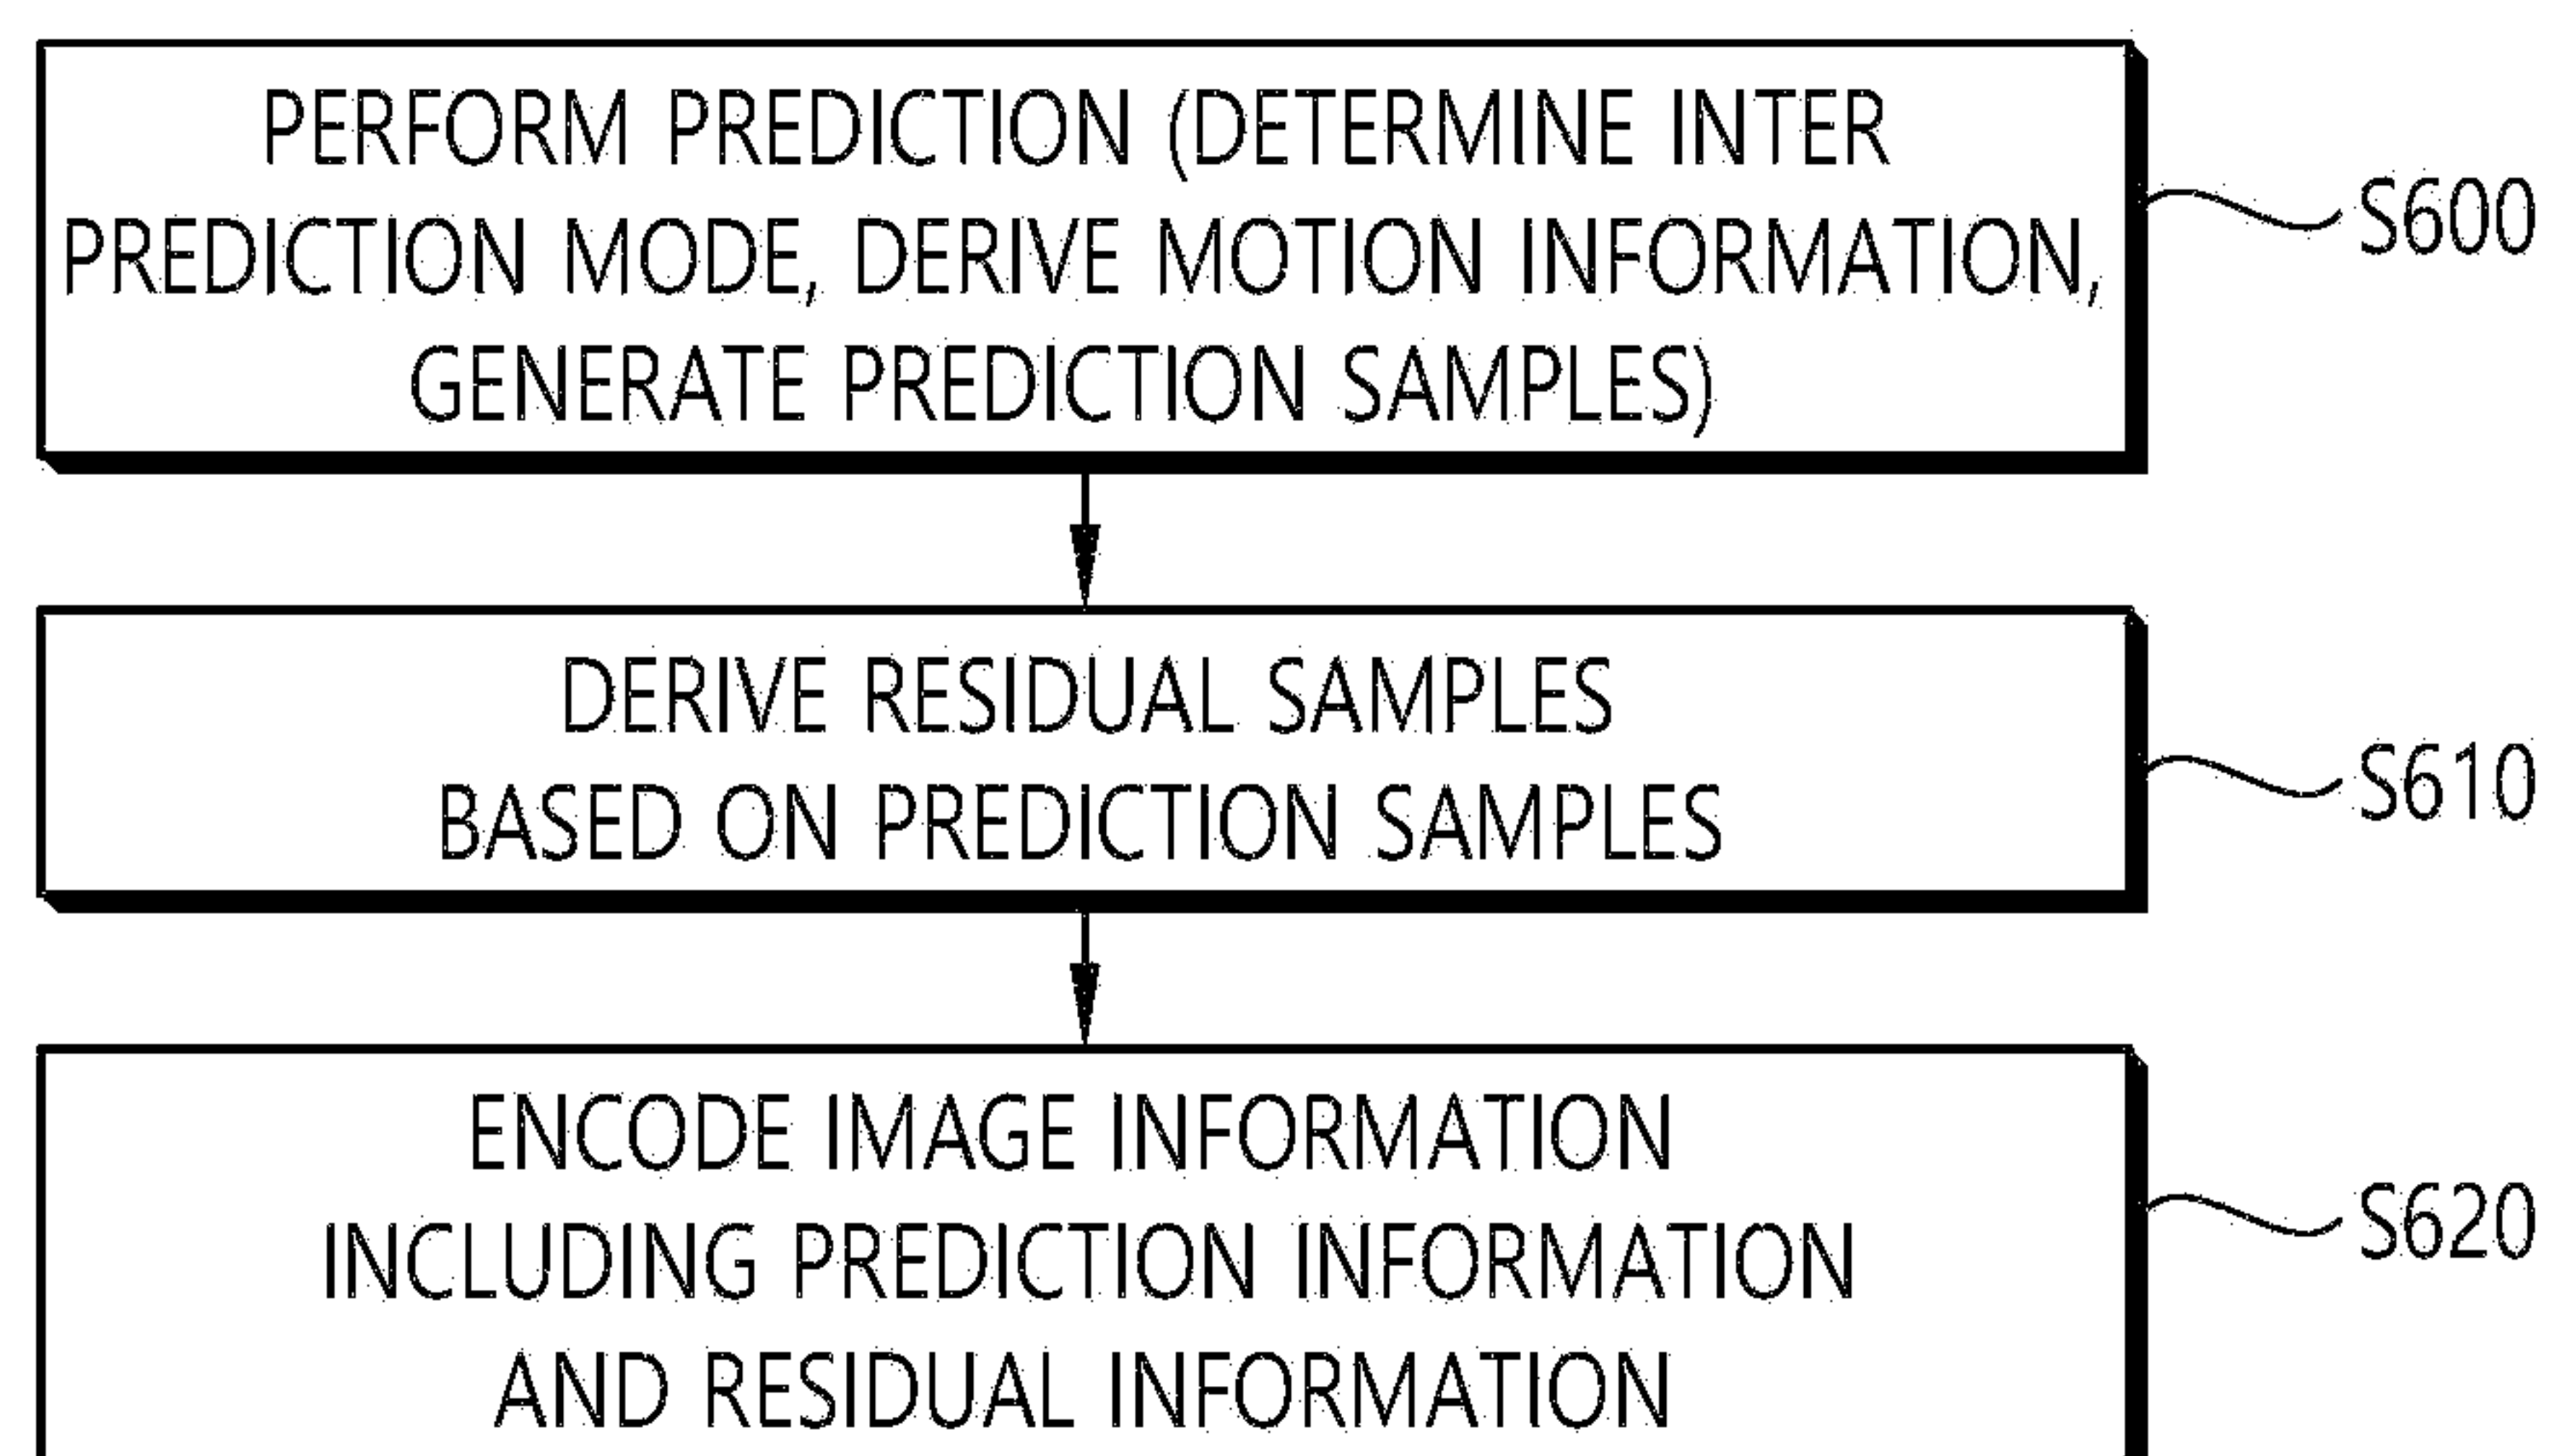 PERFORM PREDICTION (DETERMINE INTER
PREDICTION MODE, DERIVE MOTION INFORMATION,
GENERATE PREDICTION SAMPLES)
S600
DERIVE RESIDUAL SAMPLES
BASED ON PREDICTION SAMPLES
S610
ENCODE IMAGE INFORMATION
INCLUDING PREDICTION INFORMATION
AND RESIDUAL INFORMATION
S620